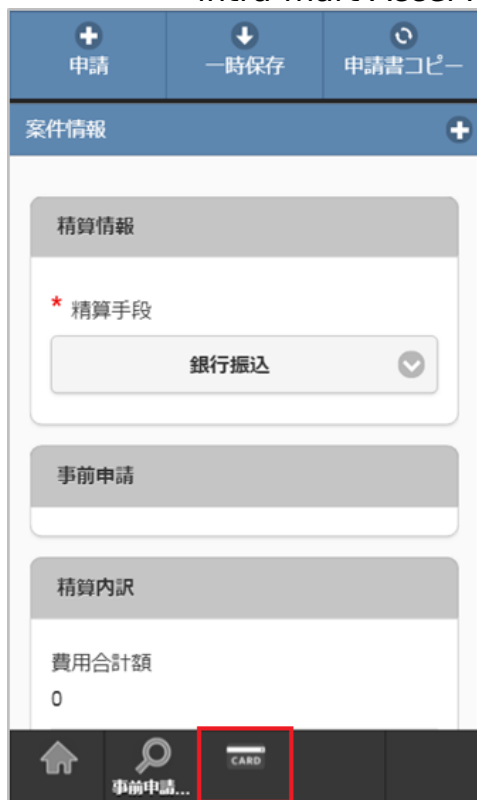 申請 一時保存 申請書コピー
案件情報
精算情報
* 精算手段
銀行振込
事前申請
精算内訳
費用合計額
0
CARD
事前申請...